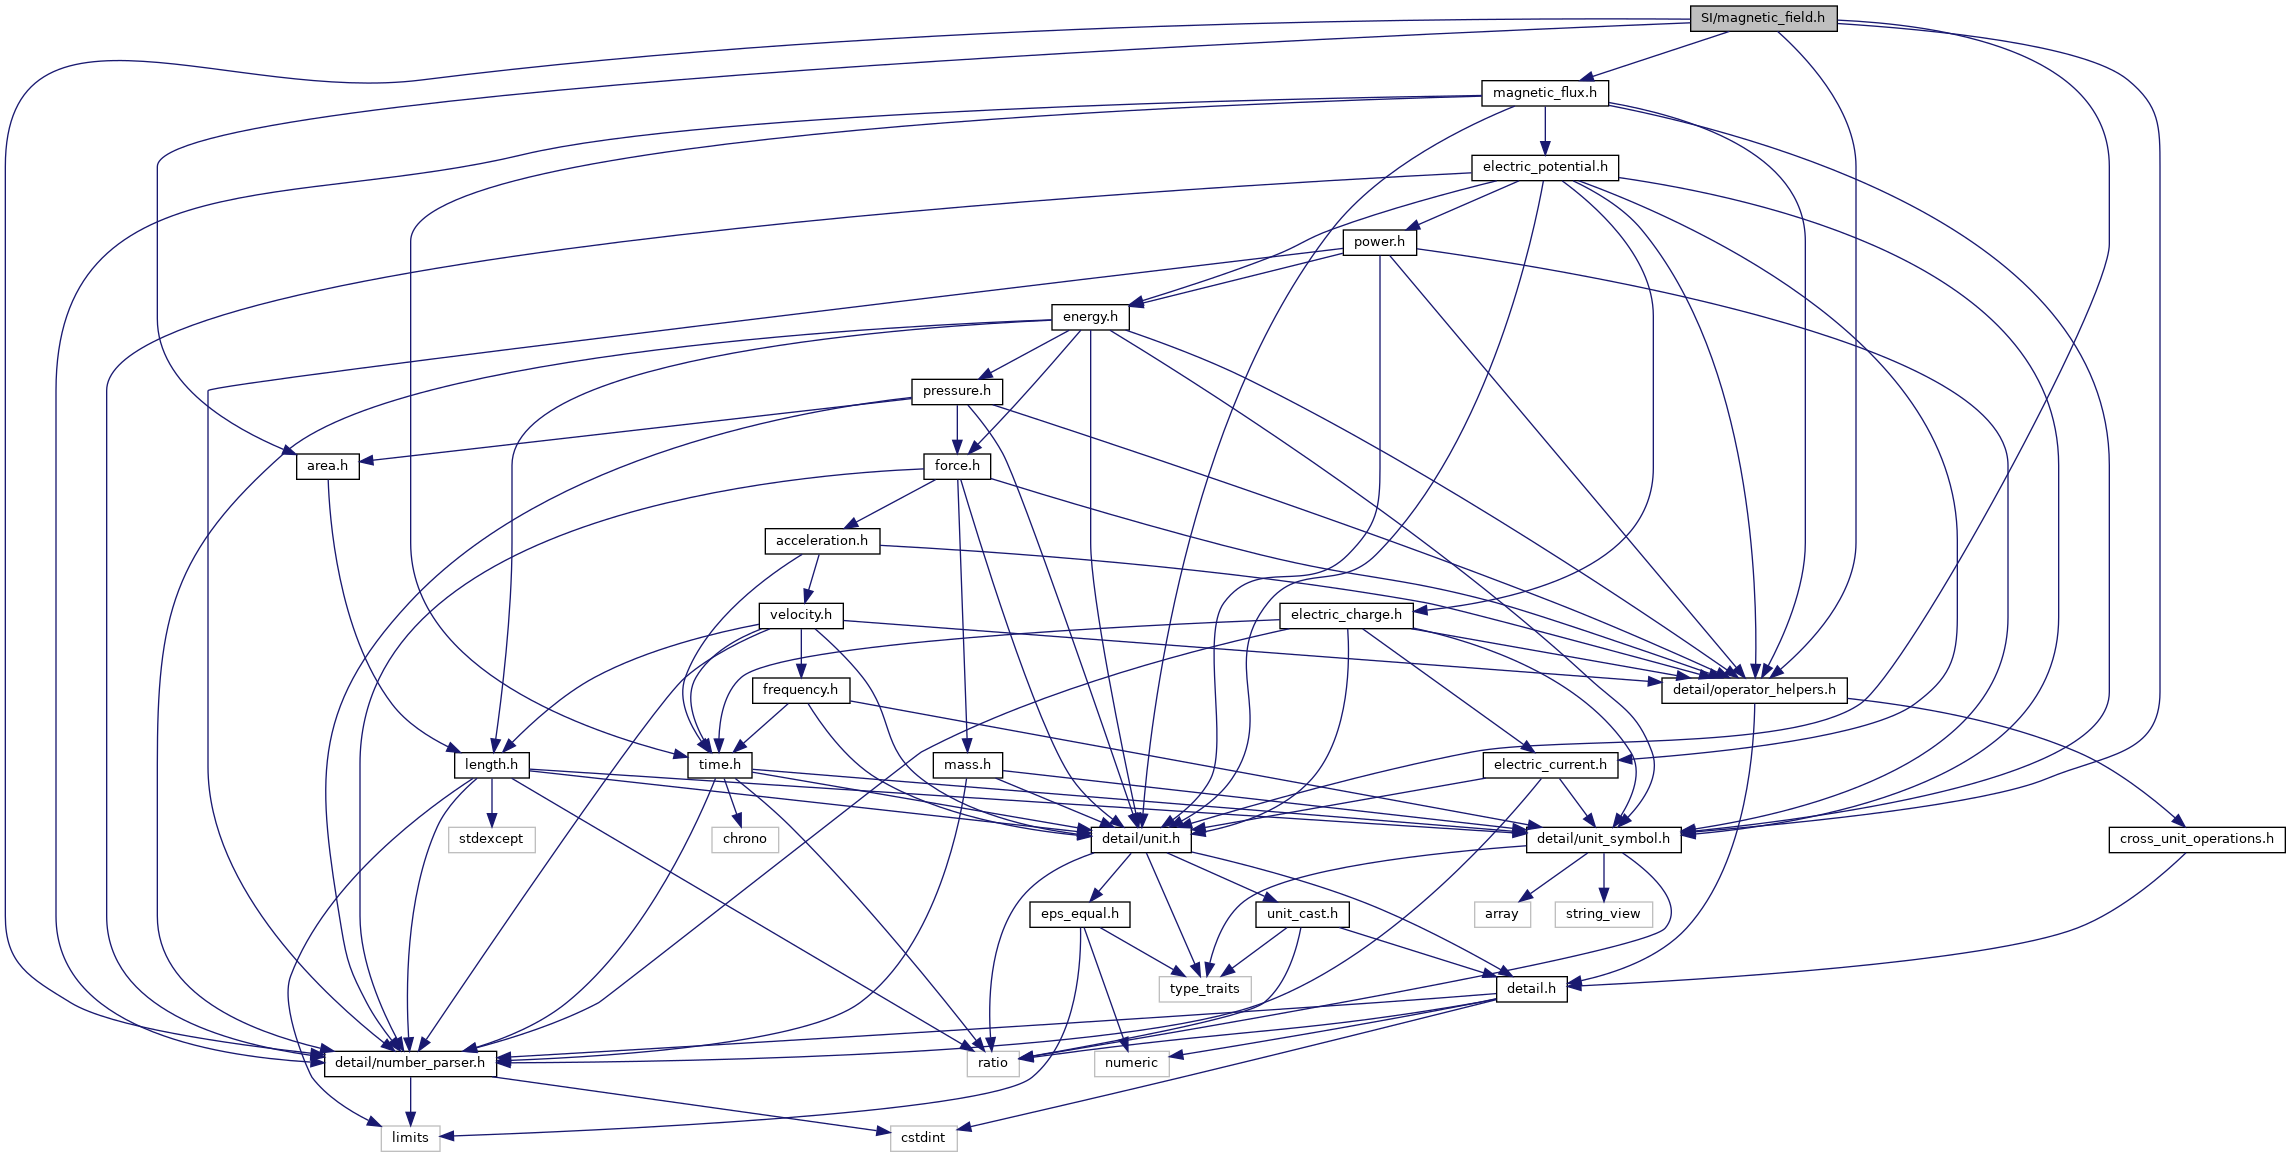 SI/magnetic_field.h
magnetic_flux.h
electric_potential.h
power.h
energy.h
pressure.h
area.h
force.h
acceleration.h
velocity.h
electric_charge.h
frequency.h
detail/operator_helpers.h
length.h
time.h
mass.h
electric_current.h
stdexcept
chrono
detail/unit.h
detail/unit_symbol.h
cross_unit_operations.h
eps_equal.h
unit_cast.h
array
string_view
type_traits
detail.h
detail/number_parser.h
ratio
numeric
limits
cstdint